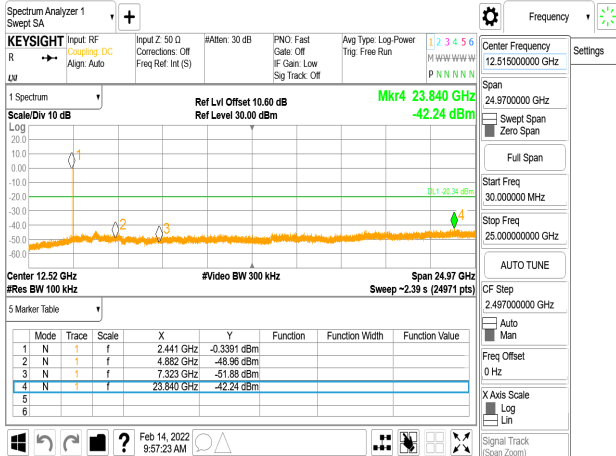 Spectrum Analyzer 1
Swept SA
Frequency
KEYSIGHT Input: RF Input Z: 50 Ω #Atten: 30 dB PNO: Fast Avg Type: Log-Power 1 2 3 4 5 6
R Coupling: DC Corrections: Off Gate: Off Trig: Free Run M W W W W W
Align: Auto Freq Ref: Int (S) IF Gain: Low
LXI Sig Track: Off P N N N N N
Settings
1 Spectrum Ref Lvl Offset 10.60 dB Mkr4 23.840 GHz
Scale/Div 10 dB Ref Level 30.00 dBm -42.24 dBm
Log
20.0
10.0
0.00
-10.0
-20.0
-30.0
-40.0
-50.0
-60.0
1
2
3
4
DL1 -20.34 dBm
Center 12.52 GHz #Video BW 300 kHz Span 24.97 GHz
#Res BW 100 kHz Sweep ~2.39 s (24971 pts)
5 Marker Table
Mode Trace Scale X Y Function Function Width Function Value
1 N 1 f 2.441 GHz -0.3391 dBm
2 N 1 f 4.882 GHz -48.96 dBm
3 N 1 f 7.323 GHz -51.88 dBm
4 N 1 f 23.840 GHz -42.24 dBm
5
6
Feb 14, 2022
9:57:23 AM
?
Center Frequency
12.515000000 GHz
Span
24.9700000 GHz
Swept Span
Zero Span
Full Span
Start Freq
30.000000 MHz
Stop Freq
25.000000000 GHz
AUTO TUNE
CF Step
2.497000000 GHz
Auto
Man
Freq Offset
0 Hz
X Axis Scale
Log
Lin
Signal Track
(Span Zoom)